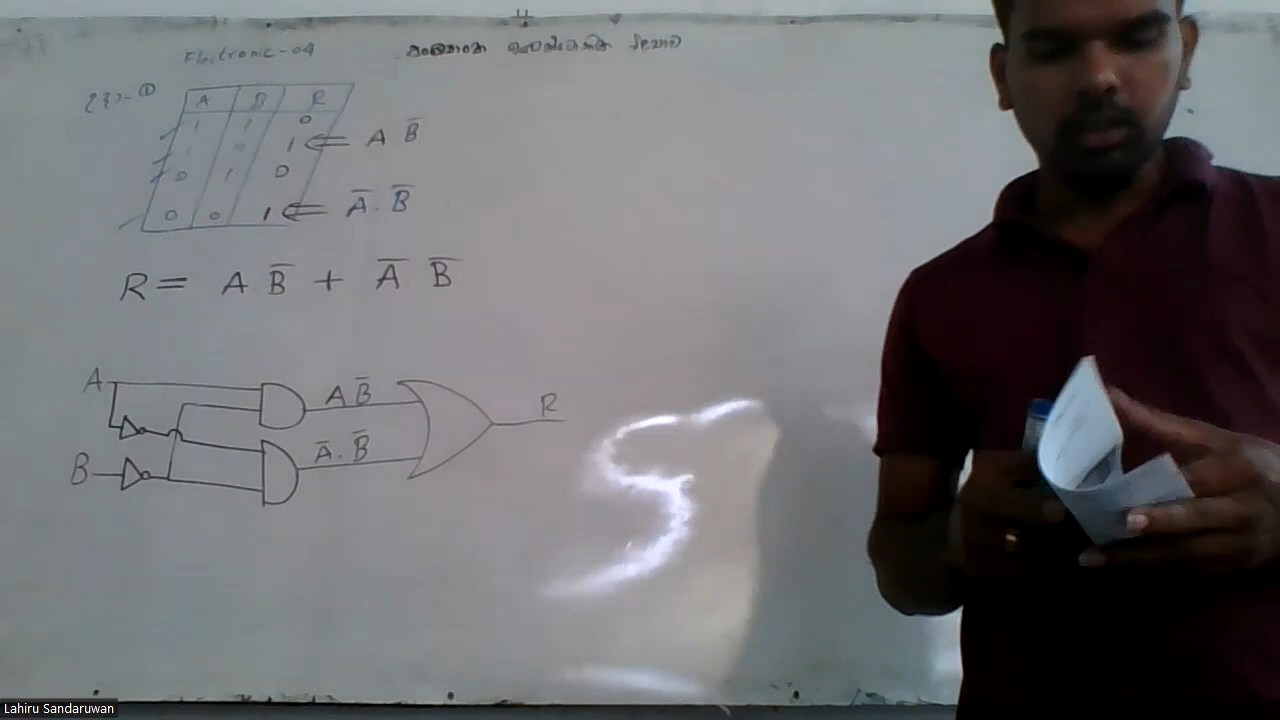 Electronic-04
A B R
1 1 0
1 0 1 ⇐ A B̅
0 1 0
0 0 1 ⇐ A̅ . B̅
R = A B̅ + A̅ B̅
A
A B̅
R
A̅ . B̅
B
Lahiru Sandaruwan